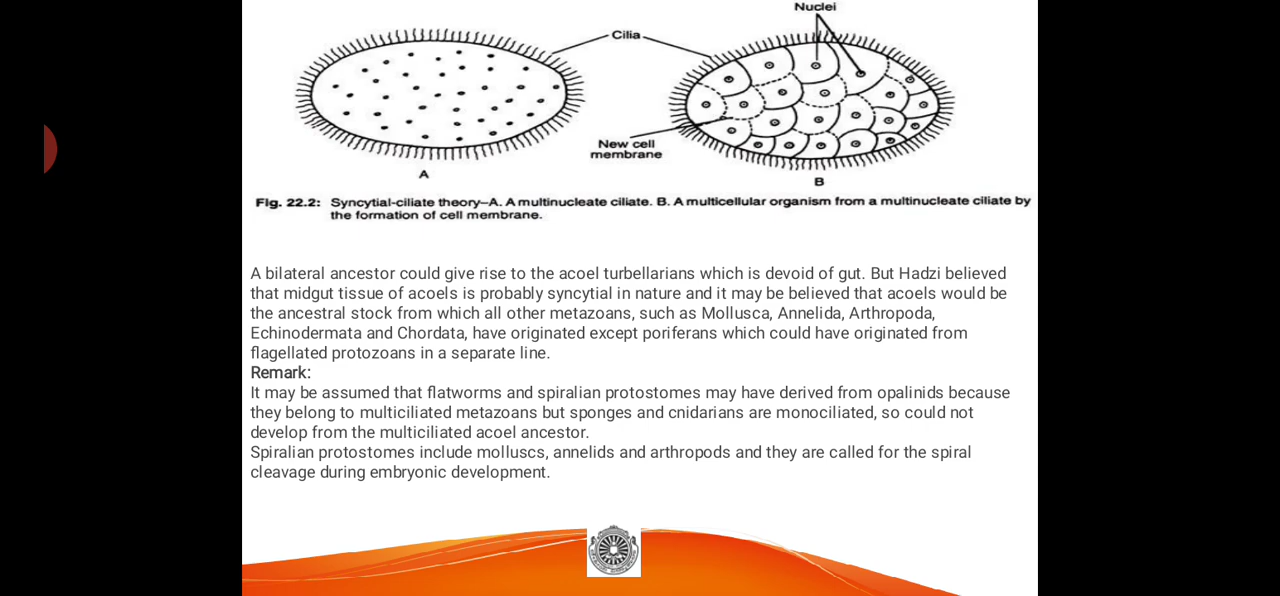 Nuclei
Cilia
New cell
membrane
A
B
Fig. 22.2: Syncytial-ciliate theory–A. A multinucleate ciliate. B. A multicellular organism from a multinucleate ciliate by
the formation of cell membrane.
A bilateral ancestor could give rise to the acoel turbellarians which is devoid of gut. But Hadzi believed
that midgut tissue of acoels is probably syncytial in nature and it may be believed that acoels would be
the ancestral stock from which all other metazoans, such as Mollusca, Annelida, Arthropoda,
Echinodermata and Chordata, have originated except poriferans which could have originated from
flagellated protozoans in a separate line.
Remark:
It may be assumed that flatworms and spiralian protostomes may have derived from opalinids because
they belong to multiciliated metazoans but sponges and cnidarians are monociliated, so could not
develop from the multiciliated acoel ancestor.
Spiralian protostomes include molluscs, annelids and arthropods and they are called for the spiral
cleavage during embryonic development.